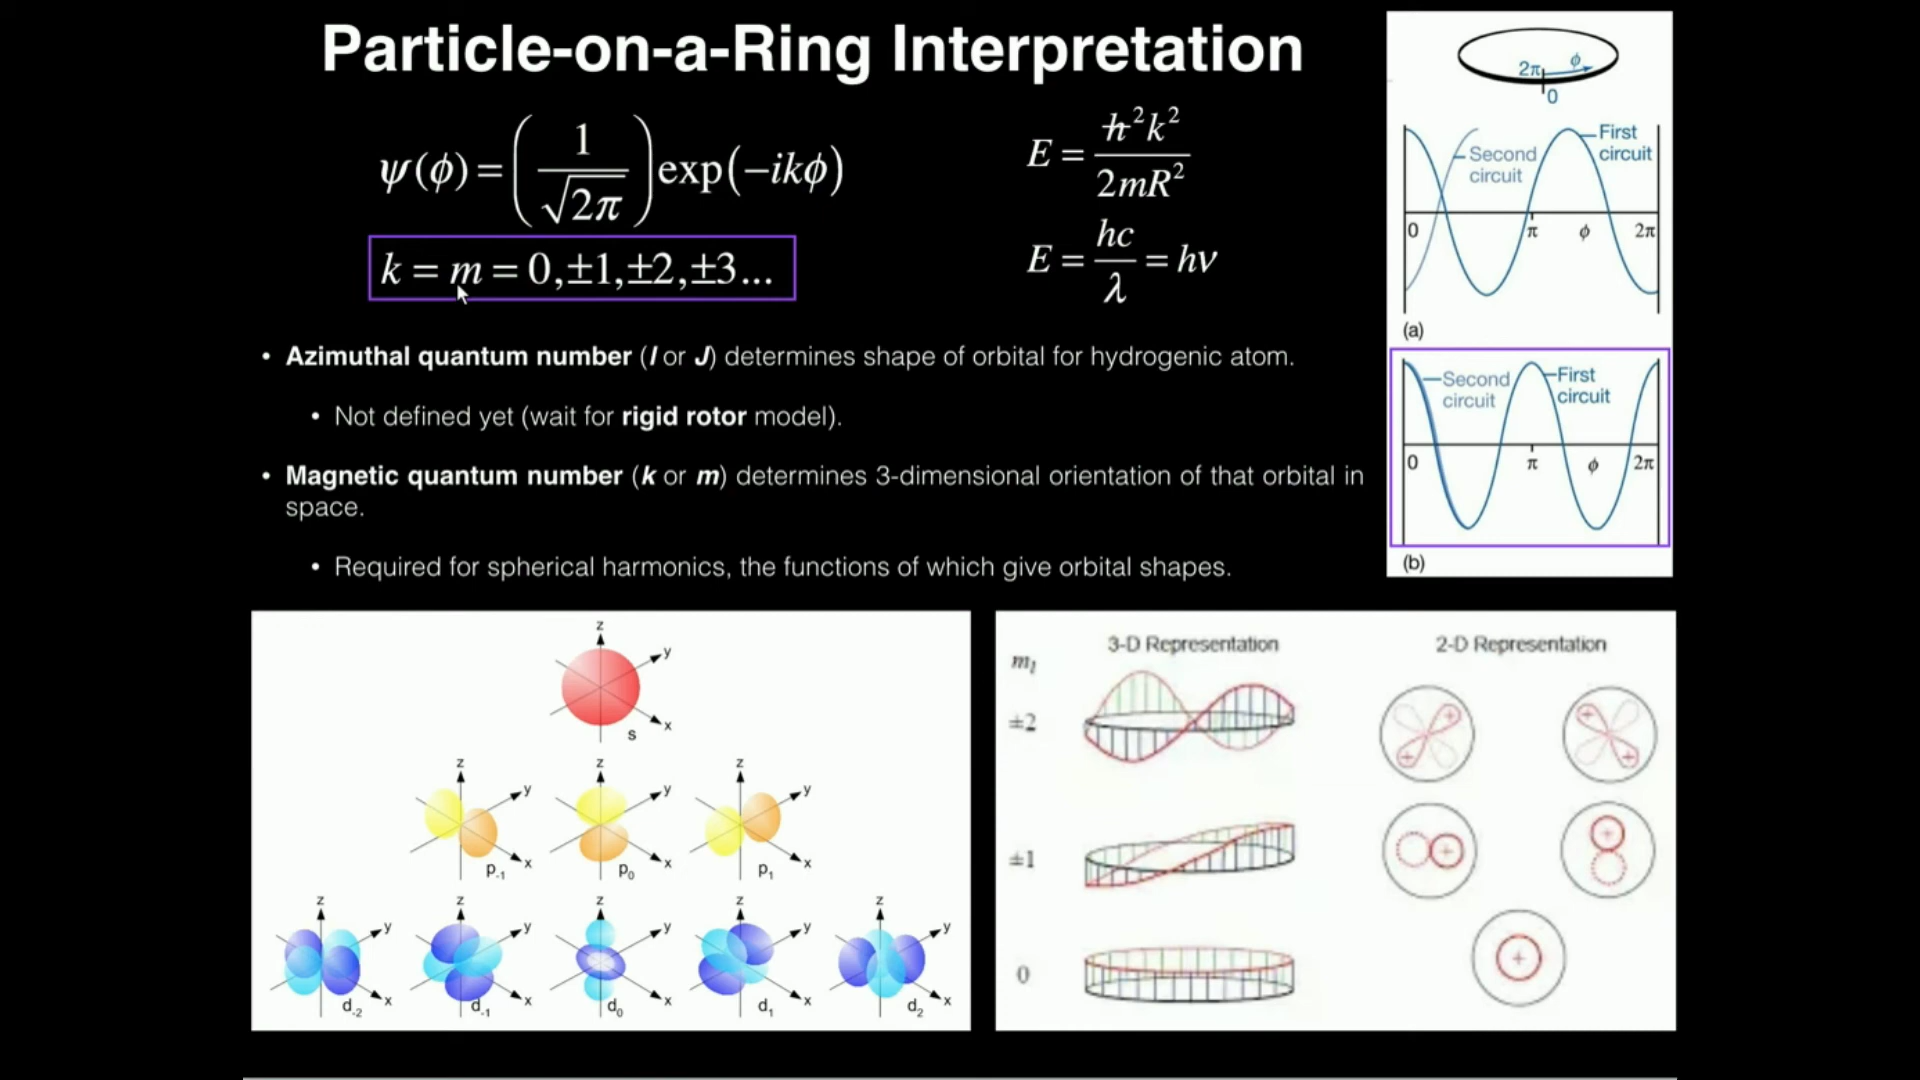 Particle-on-a-Ring Interpretation
ψ(ϕ) = (1/√2π) exp(−ikϕ)
k = m = 0,±1,±2,±3...
E = ħ²k²/2mR²
E = hc/λ = hν
• Azimuthal quantum number (l or J) determines shape of orbital for hydrogenic atom.
• Not defined yet (wait for rigid rotor model).
• Magnetic quantum number (k or m) determines 3-dimensional orientation of that orbital in
space.
• Required for spherical harmonics, the functions of which give orbital shapes.
2π ϕ
0
First
circuit
Second
circuit
0 π ϕ 2π
(a)
Second
circuit
First
circuit
0 π ϕ 2π
(b)
z
y
x
s
z
y
x
p-1
z
y
x
p0
z
y
x
p1
z
y
x
d-2
z
y
x
d-1
z
y
x
d0
z
y
x
d1
z
y
x
d2
3-D Representation
2-D Representation
ml
±2
+ +
+ +
±1
+
+
0
+